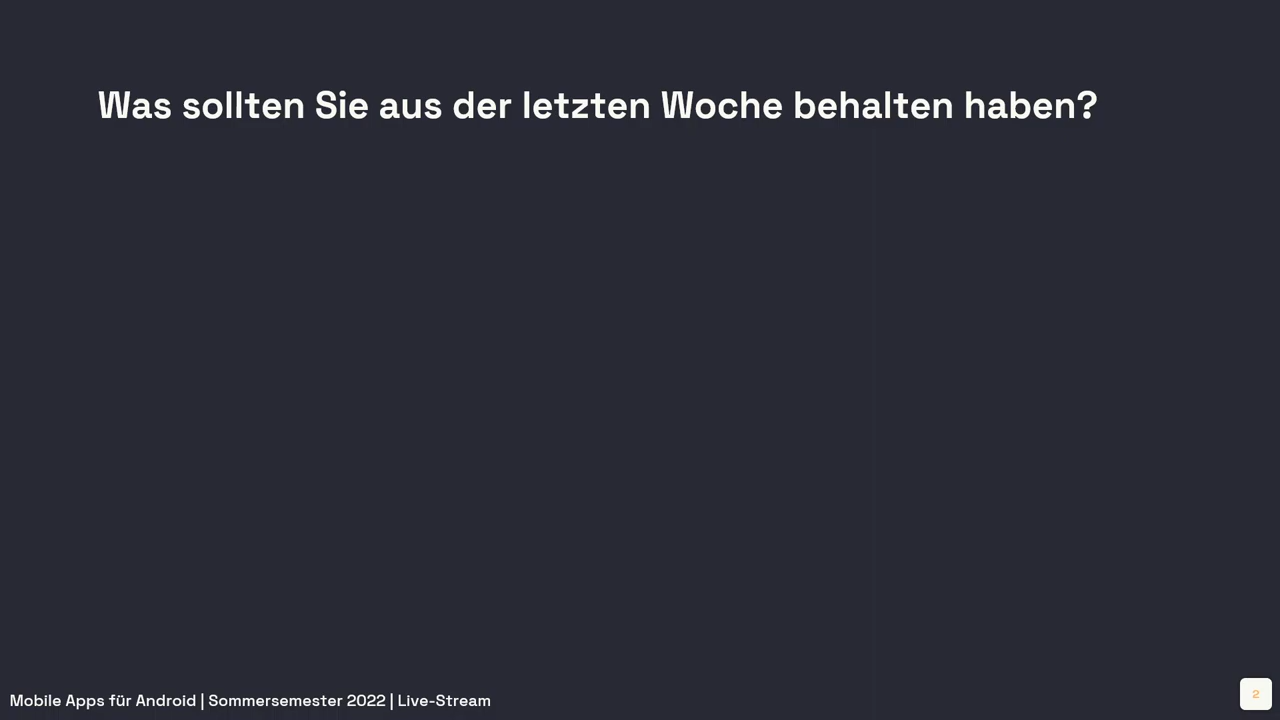 Was sollten Sie aus der letzten Woche behalten haben?
Mobile Apps für Android | Sommersemester 2022 | Live-Stream
2